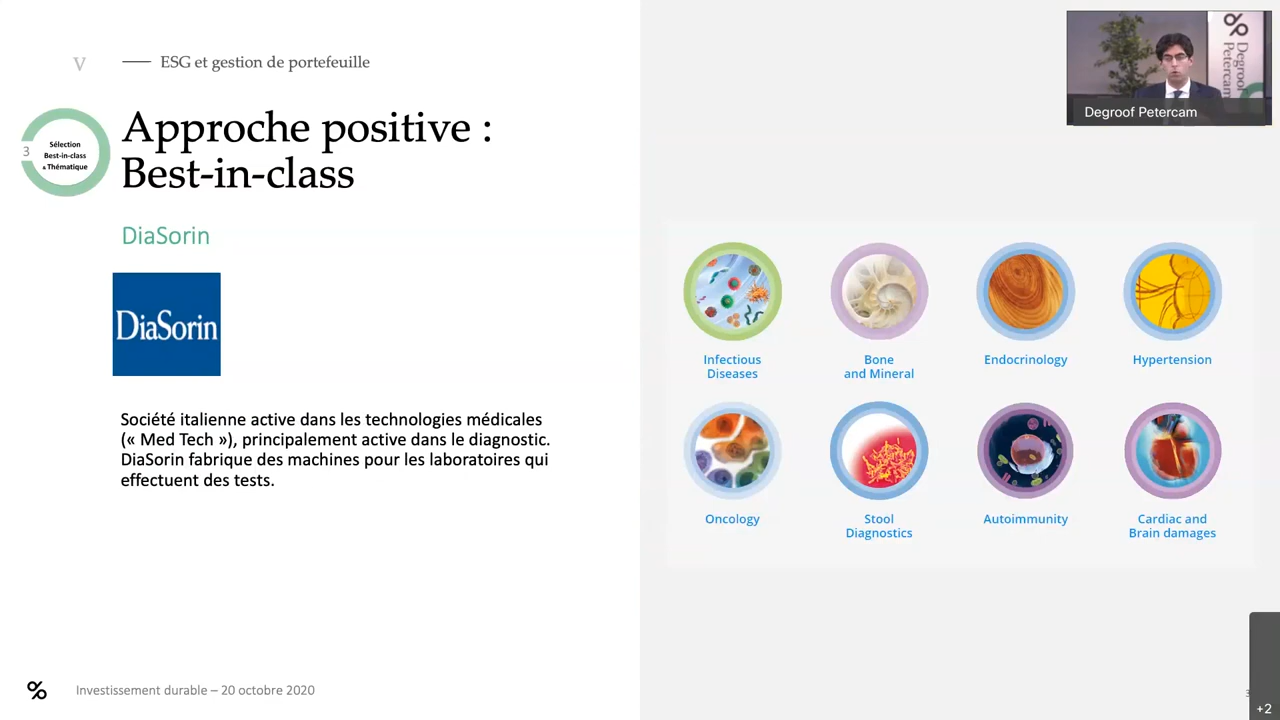 V
ESG et gestion de portefeuille
3
Sélection
Best-in-class
& Thématique
Approche positive :
Best-in-class
DiaSorin
DiaSorin
Société italienne active dans les technologies médicales
(« Med Tech »), principalement active dans le diagnostic.
DiaSorin fabrique des machines pour les laboratoires qui
effectuent des tests.
Infectious
Diseases
Bone
and Mineral
Endocrinology
Hypertension
Oncology
Stool
Diagnostics
Autoimmunity
Cardiac and
Brain damages
Degroof
Petercam
Degroof Petercam
Investissement durable – 20 octobre 2020
+2